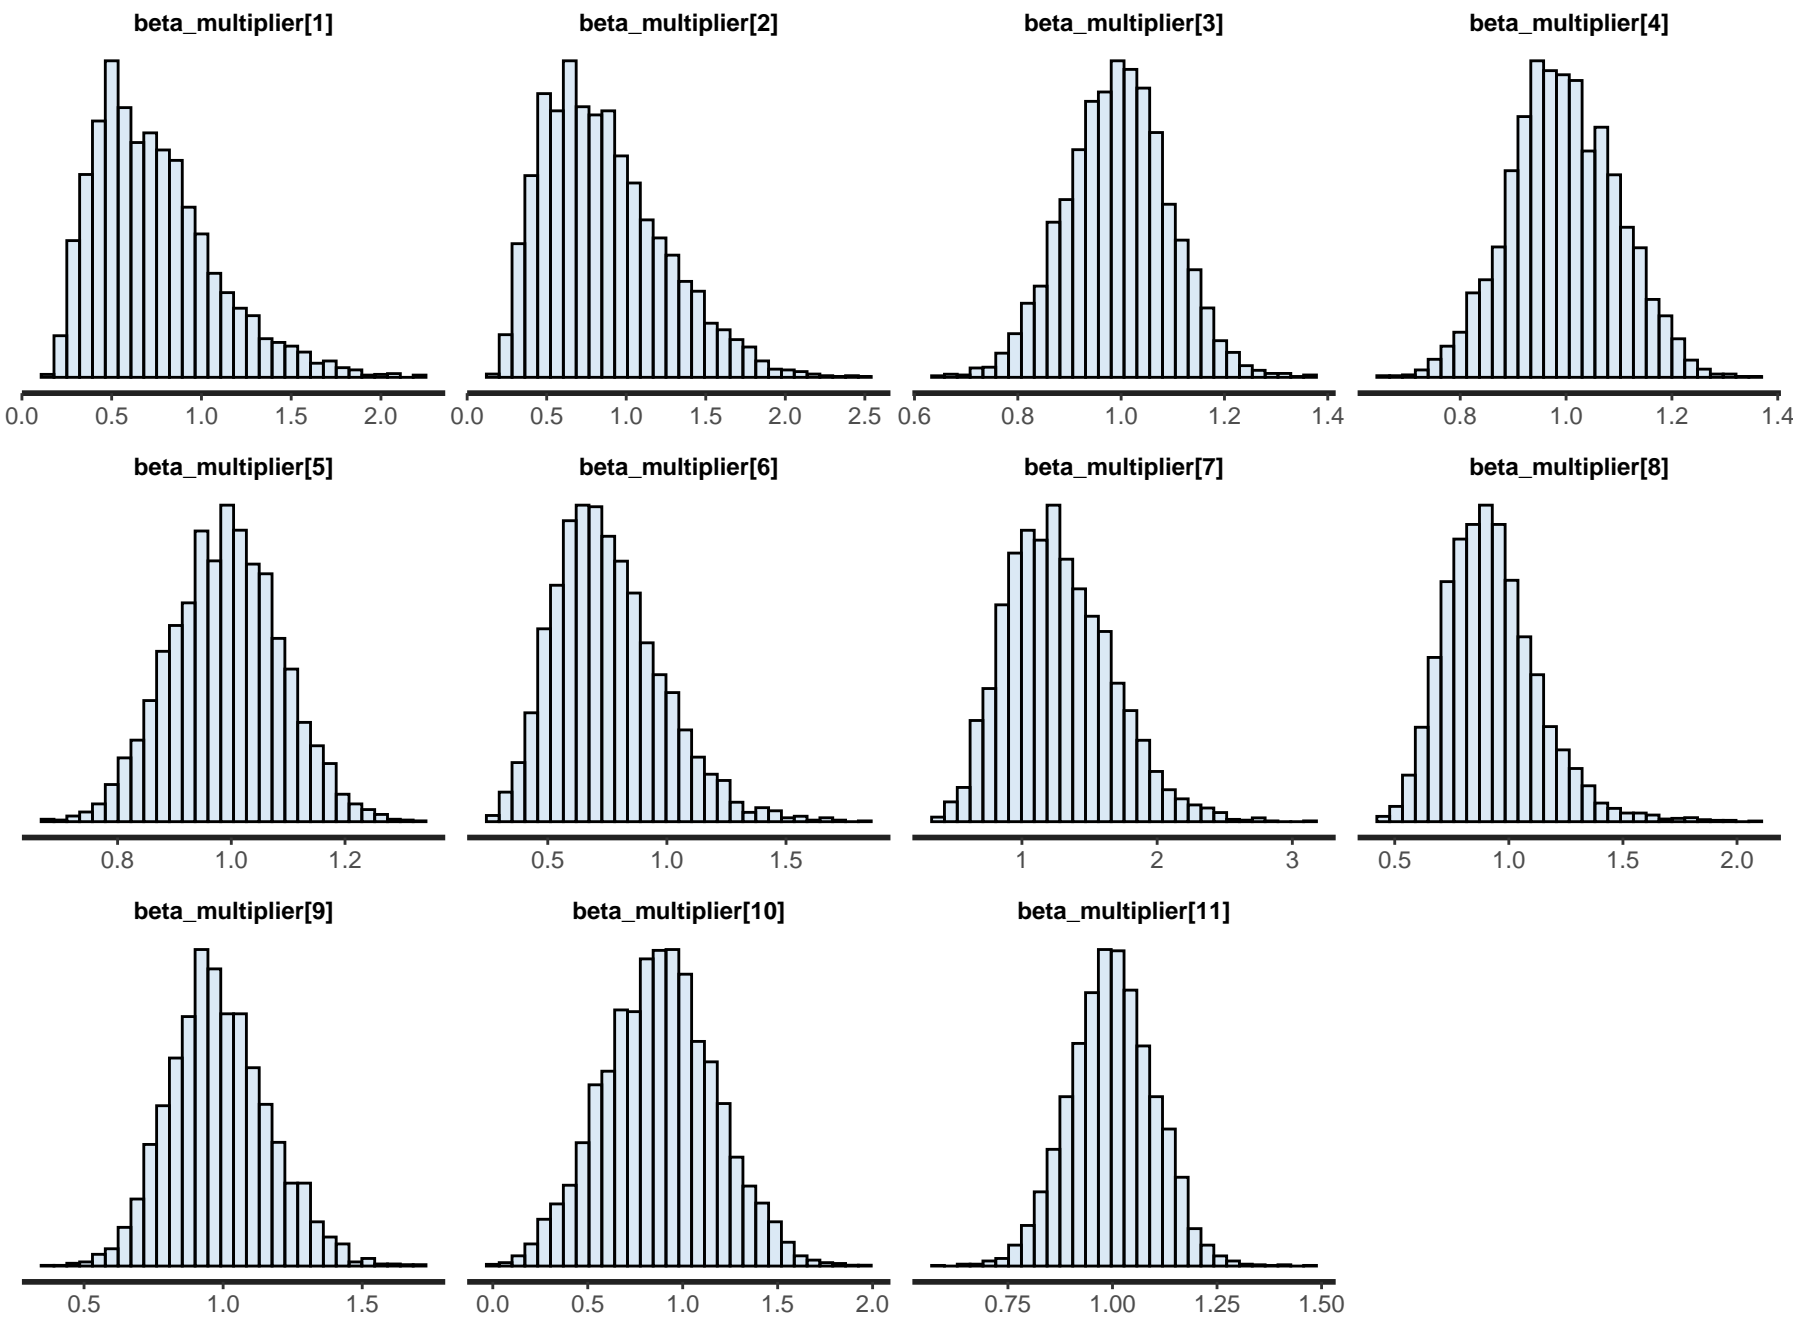 beta_multiplier[1] beta_multiplier[2] beta_multiplier[3] beta_multiplier[4]
0.0 0.5 1.0 1.5 2.0 0.0 0.5 1.0 1.5 2.0 2.5 0.6 0.8 1.0 1.2 1.4 0.8 1.0 1.2 1.4
beta_multiplier[5] beta_multiplier[6] beta_multiplier[7] beta_multiplier[8]
0.8 1.0 1.2 0.5 1.0 1.5 1 2 3 0.5 1.0 1.5 2.0
beta_multiplier[9] beta_multiplier[10] beta_multiplier[11]
0.5 1.0 1.5 0.0 0.5 1.0 1.5 2.0 0.75 1.00 1.25 1.50